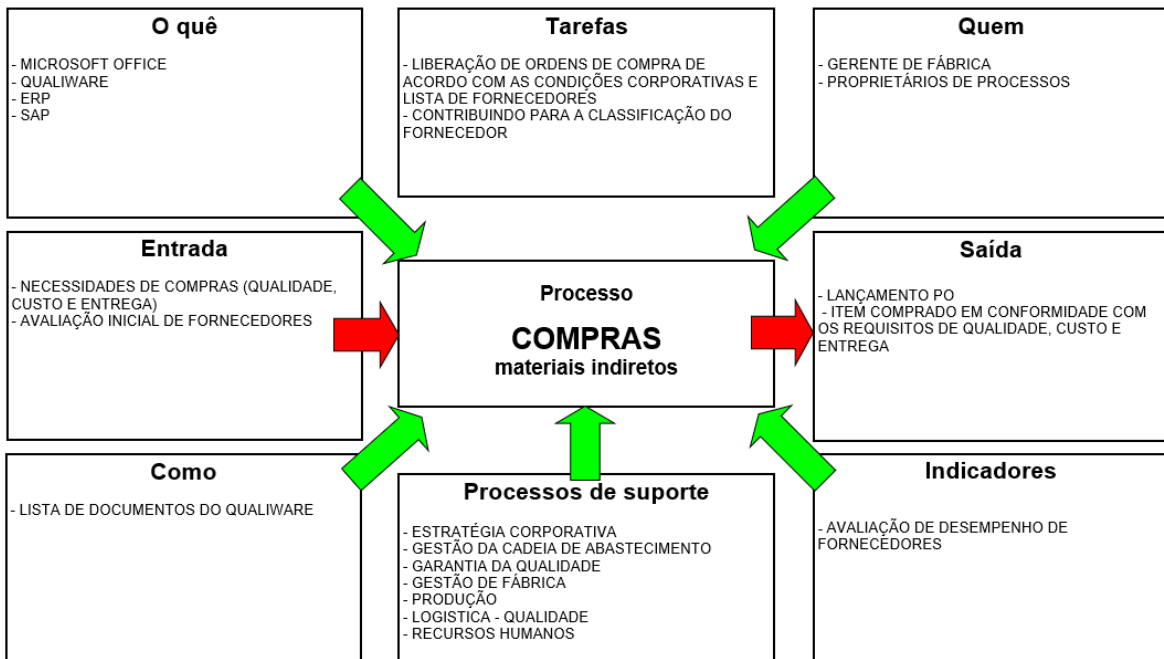 O quê
- MICROSOFT OFFICE
- QUALIWARE
- ERP
- SAP
Tarefas
- LIBERAÇÃO DE ORDENS DE COMPRA DE
ACORDO COM AS CONDIÇÕES CORPORATIVAS E
LISTA DE FORNECEDORES
- CONTRIBUINDO PARA A CLASSIFICAÇÃO DO
FORNECEDOR
Quem
- GERENTE DE FÁBRICA
- PROPRIETÁRIOS DE PROCESSOS
Entrada
- NECESSIDADES DE COMPRAS (QUALIDADE,
CUSTO E ENTREGA)
- AVALIAÇÃO INICIAL DE FORNECEDORES
Processo
COMPRAS
materiais indiretos
Saída
- LANÇAMENTO PO
- ITEM COMPRADO EM CONFORMIDADE COM
OS REQUISITOS DE QUALIDADE, CUSTO E
ENTREGA
Como
- LISTA DE DOCUMENTOS DO QUALIWARE
Processos de suporte
- ESTRATÉGIA CORPORATIVA
- GESTÃO DA CADEIA DE ABASTECIMENTO
- GARANTIA DA QUALIDADE
- GESTÃO DE FÁBRICA
- PRODUÇÃO
- LOGISTICA - QUALIDADE
- RECURSOS HUMANOS
Indicadores
- AVALIAÇÃO DE DESEMPENHO DE
FORNECEDORES